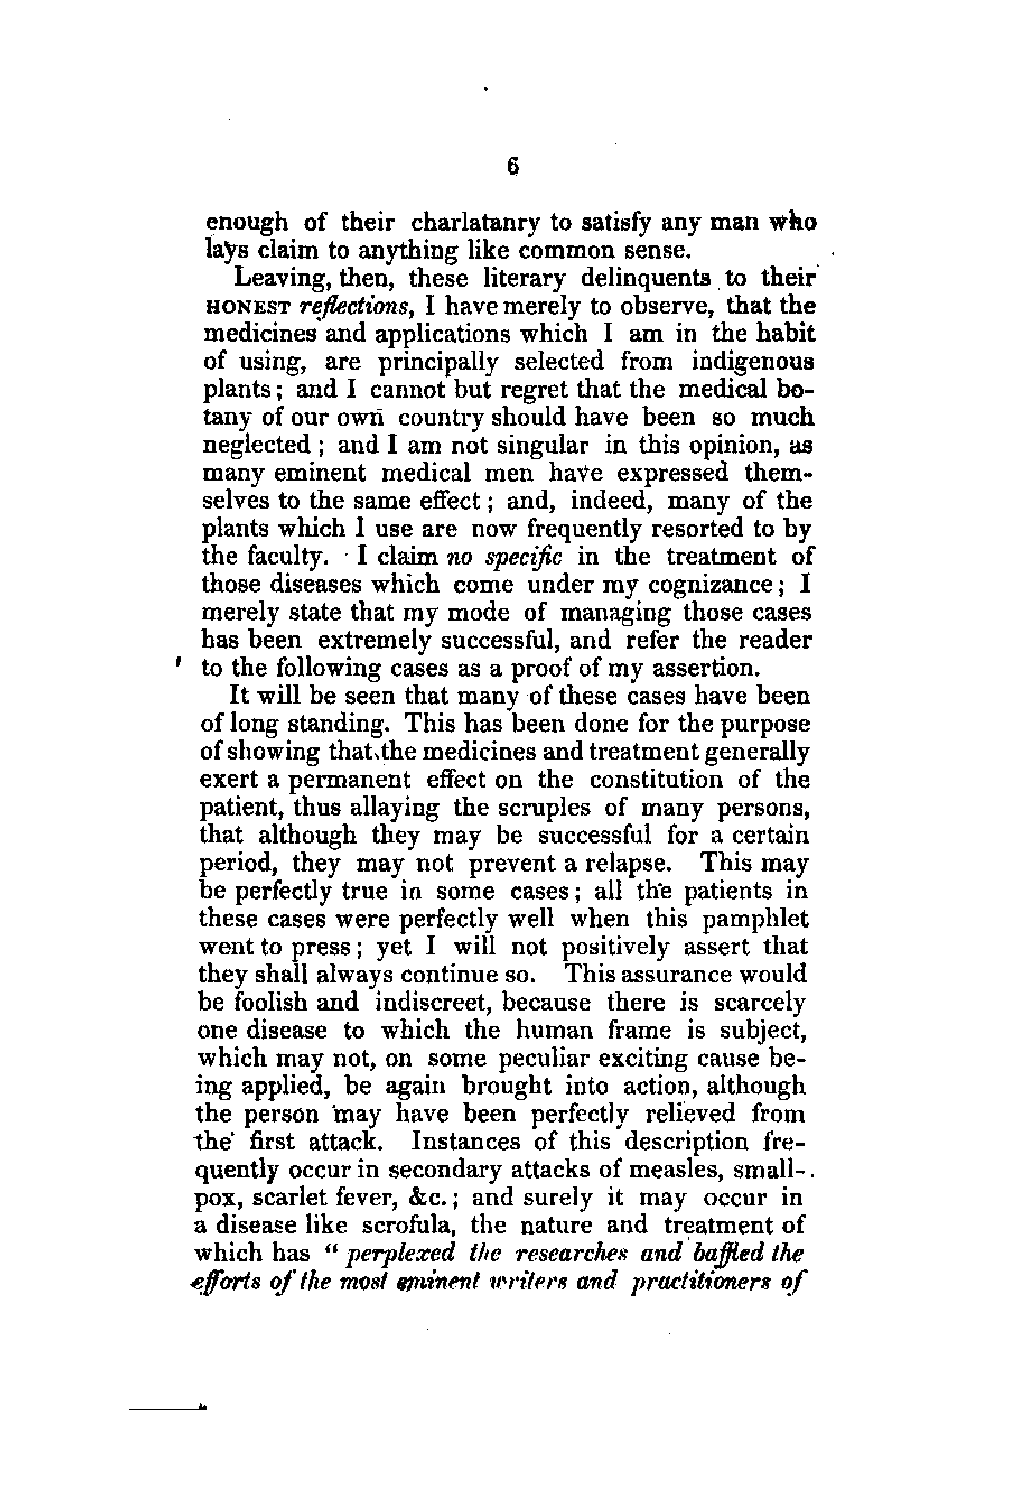 6
enough of their charlatanry to satisfy any man who
lays claim to anything like common sense.
Leaving, then, these literary delinquents to their
HONEST reflections, I have merely to observe, that the
medicines and applications which I am in the habit
of using, are principally selected from indigenous
plants; and I cannot but regret that the medical bo-
tany of our own country should have been so much
neglected; and I am not singular in this opinion, as
many eminent medical men have expressed them-
selves to the same effect; and, indeed, many of the
plants which I use are now frequently resorted to by
the faculty. I claim no specific in the treatment of
those diseases which come under my cognizance; I
merely state that my mode of managing those cases
has been extremely successful, and refer the reader
to the following cases as a proof of my assertion.
It will be seen that many of these cases have been
of long standing. This has been done for the purpose
of showing that the medicines and treatment generally
exert a permanent effect on the constitution of the
patient, thus allaying the scruples of many persons,
that although they may be successful for a certain
period, they may not prevent a relapse. This may
be perfectly true in some cases; all the patients in
these cases were perfectly well when this pamphlet
went to press; yet I will not positively assert that
they shall always continue so. This assurance would
be foolish and indiscreet, because there is scarcely
one disease to which the human frame is subject,
which may not, on some peculiar exciting cause be-
ing applied, be again brought into action, although
the person may have been perfectly relieved from
the first attack. Instances of this description fre-
quently occur in secondary attacks of measles, small-
pox, scarlet fever, &c.; and surely it may occur in
a disease like scrofula, the nature and treatment of
which has "perplexed the researches and baffled the
efforts of the most eminent writers and practitioners of